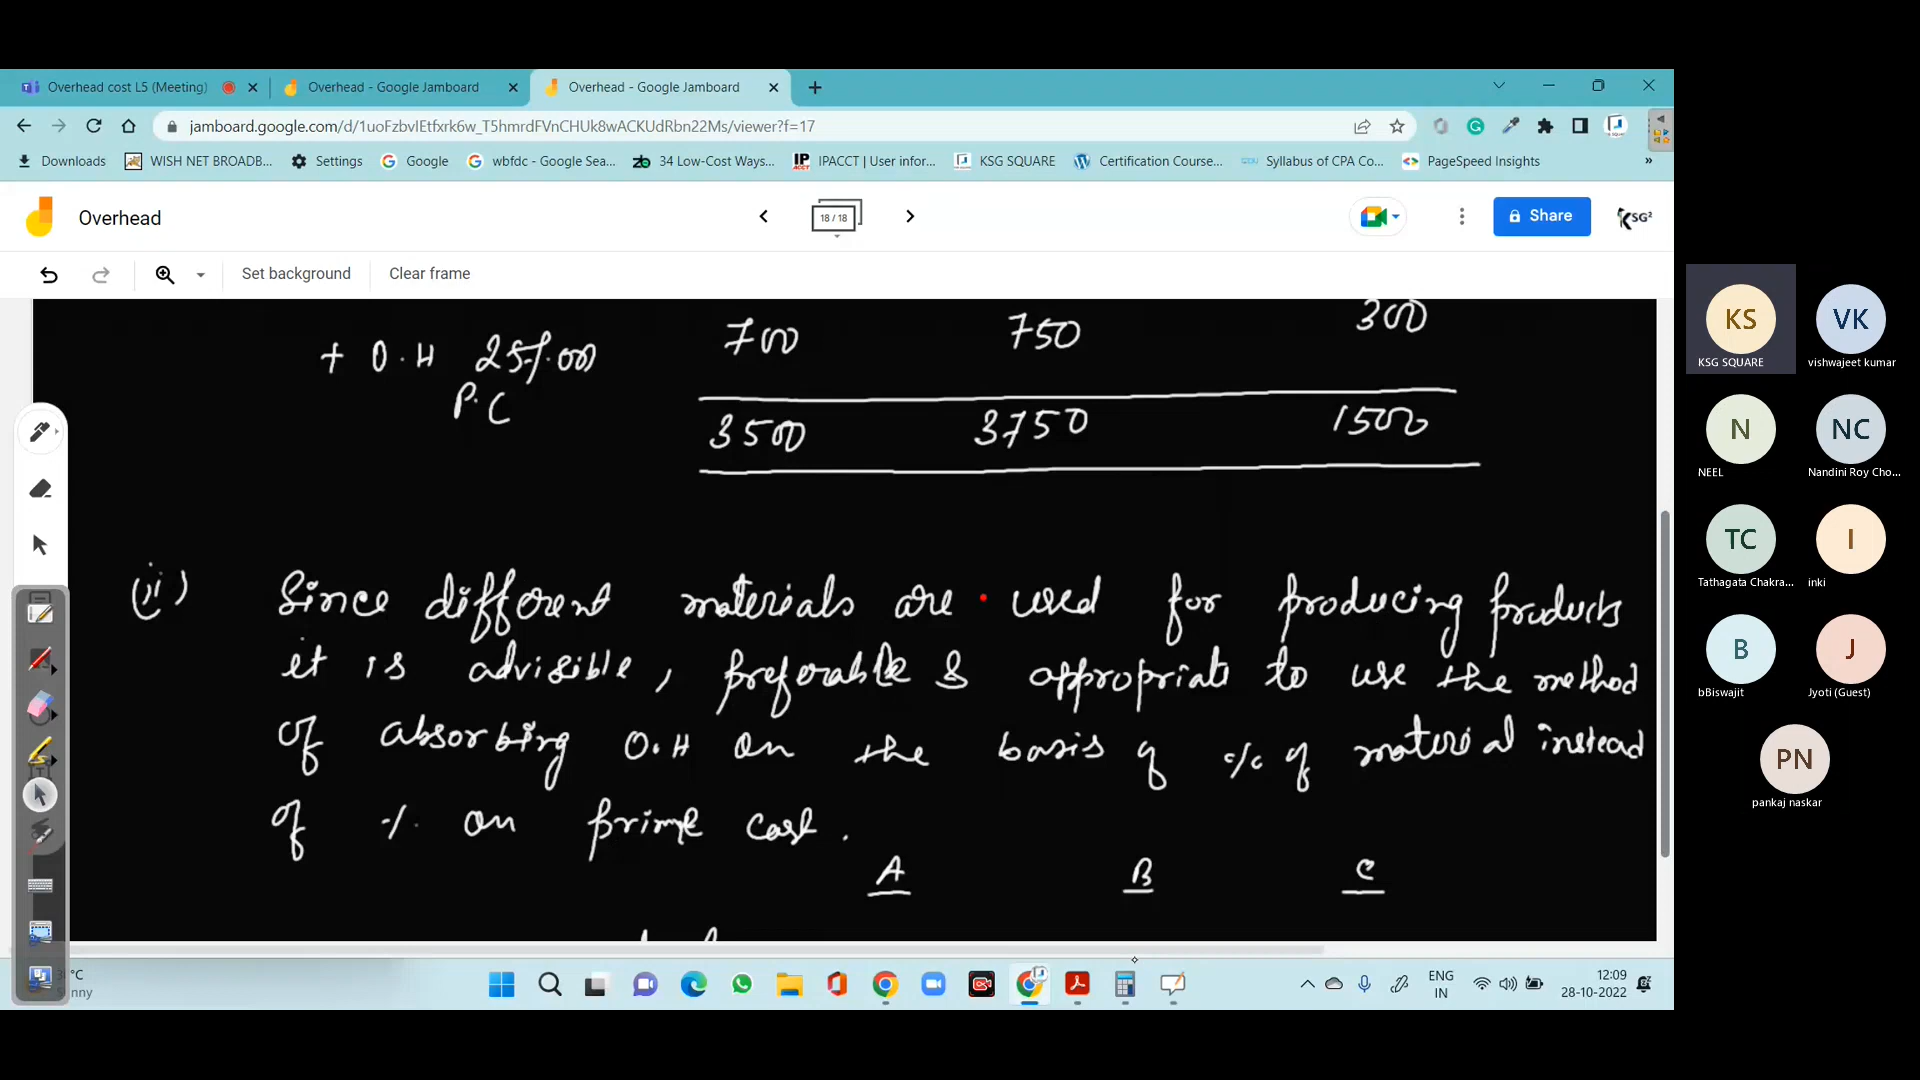 Overhead cost L5 (Meeting)
Overhead - Google Jamboard
Overhead - Google Jamboard
jamboard.google.com/d/1uoFzbvIEtfxrk6w_T5hmrdFVnCHUk8wACKUdRbn22Ms/viewer?f=17
Downloads
WISH NET BROADB...
Settings
Google
wbfdc - Google Sea...
34 Low-Cost Ways...
IPACCT | User infor...
KSG SQUARE
Certification Course...
Syllabus of CPA Co...
PageSpeed Insights
»
Overhead
18 / 18
Share
KSG²
Set background
Clear frame
700 750 300
+ O.H 25% on
P.C
3500 3750 1500
(ii) Since different materials are used for producing products
it is advisible, preferable & appropriate to use the method
of absorbing O.H on the basis of % of material instead
of % on prime cost.
A B C
KS
KSG SQUARE
VK
vishwajeet kumar
N
NEEL
NC
Nandini Roy Cho...
TC
Tathagata Chakra...
I
inki
B
bBiswajit
J
Jyoti (Guest)
PN
pankaj naskar
°C
ENG
IN
12:09
28-10-2022